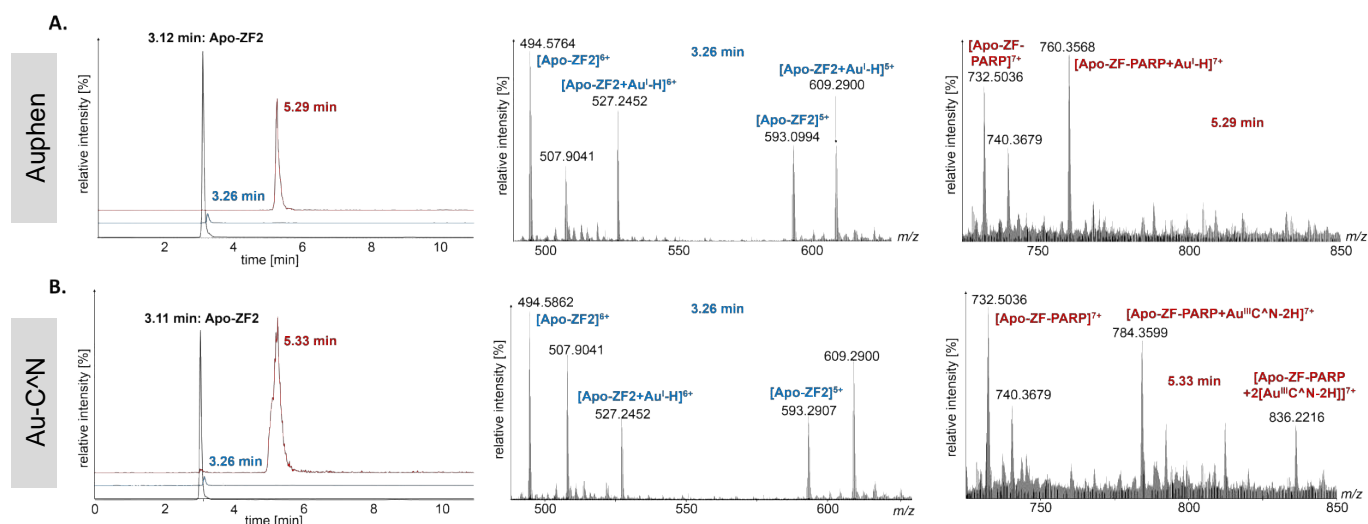 A.
Auphen
relative intensity [%]
3.12 min: Apo-ZF2
5.29 min
3.26 min
2 4 6 8 10
time [min]
relative intensity [%]
494.5764
3.26 min
[Apo-ZF2]⁶⁺
[Apo-ZF2+Auᴵ-H]⁶⁺
527.2452
507.9041
[Apo-ZF2+Auᴵ-H]⁵⁺
609.2900
[Apo-ZF2]⁵⁺
593.0994
500 550 600 m/z
relative intensity [%]
[Apo-ZF-
PARP]⁷⁺
732.5036
760.3568
[Apo-ZF-PARP+Auᴵ-H]⁷⁺
740.3679
5.29 min
750 800 850
m/z
B.
Au-C^N
relative intensity [%]
3.11 min: Apo-ZF2
5.33 min
3.26 min
0 2 4 6 8 10
time [min]
relative intensity [%]
494.5862
3.26 min
[Apo-ZF2]⁶⁺
507.9041
[Apo-ZF2+Auᴵ-H]⁶⁺
527.2452
609.2900
[Apo-ZF2]⁵⁺
593.2907
500 550 600 m/z
relative intensity [%]
732.5036
[Apo-ZF-PARP]⁷⁺
[Apo-ZF-PARP+AuᴵᴵᴵC^N-2H]⁷⁺
784.3599
740.3679
5.33 min
[Apo-ZF-PARP
+2[AuᴵᴵᴵC^N-2H]]⁷⁺
836.2216
750 800 850
m/z